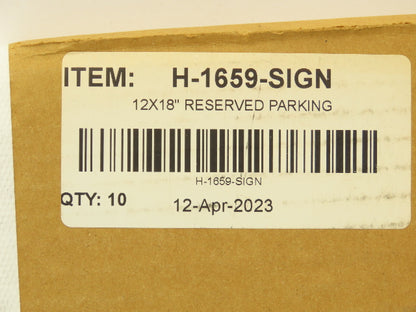 ITEM: H-1659-SIGN
12X18" RESERVED PARKING
H-1659-SIGN
QTY: 10 12-Apr-2023